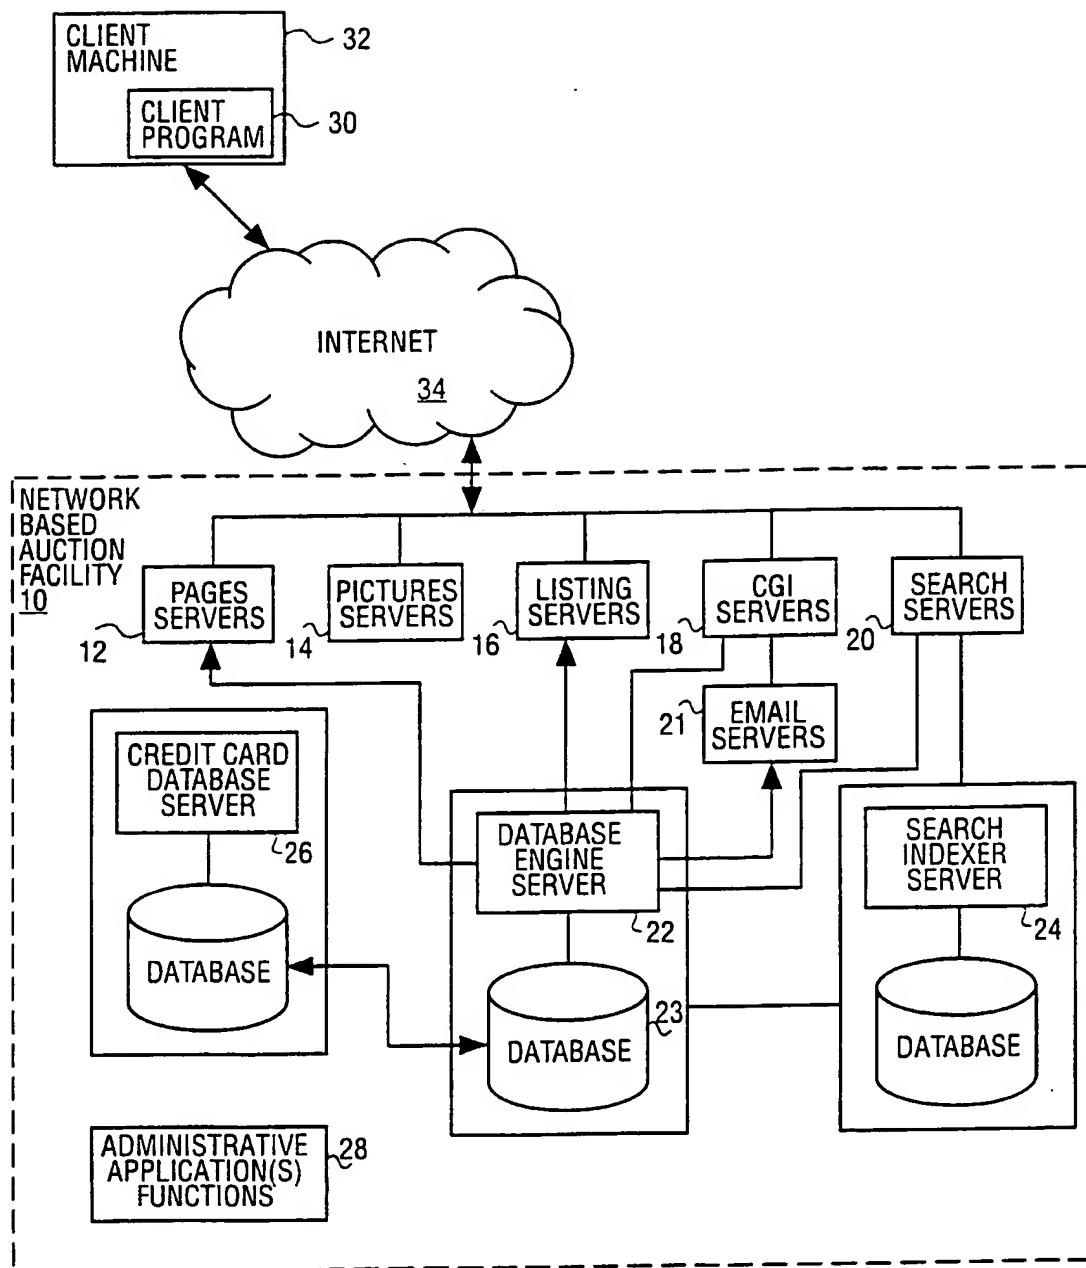 CLIENT
MACHINE
32
CLIENT
PROGRAM
30
INTERNET
34
NETWORK
BASED
AUCTION
FACILITY
10
PAGES
SERVERS
12
PICTURES
SERVERS
14
LISTING
SERVERS
16
CGI
SERVERS
18
SEARCH
SERVERS
20
21
EMAIL
SERVERS
CREDIT CARD
DATABASE
SERVER
26
DATABASE
DATABASE
ENGINE
SERVER
22
23
DATABASE
SEARCH
INDEXER
SERVER
24
DATABASE
ADMINISTRATIVE
APPLICATION(S)
FUNCTIONS
28